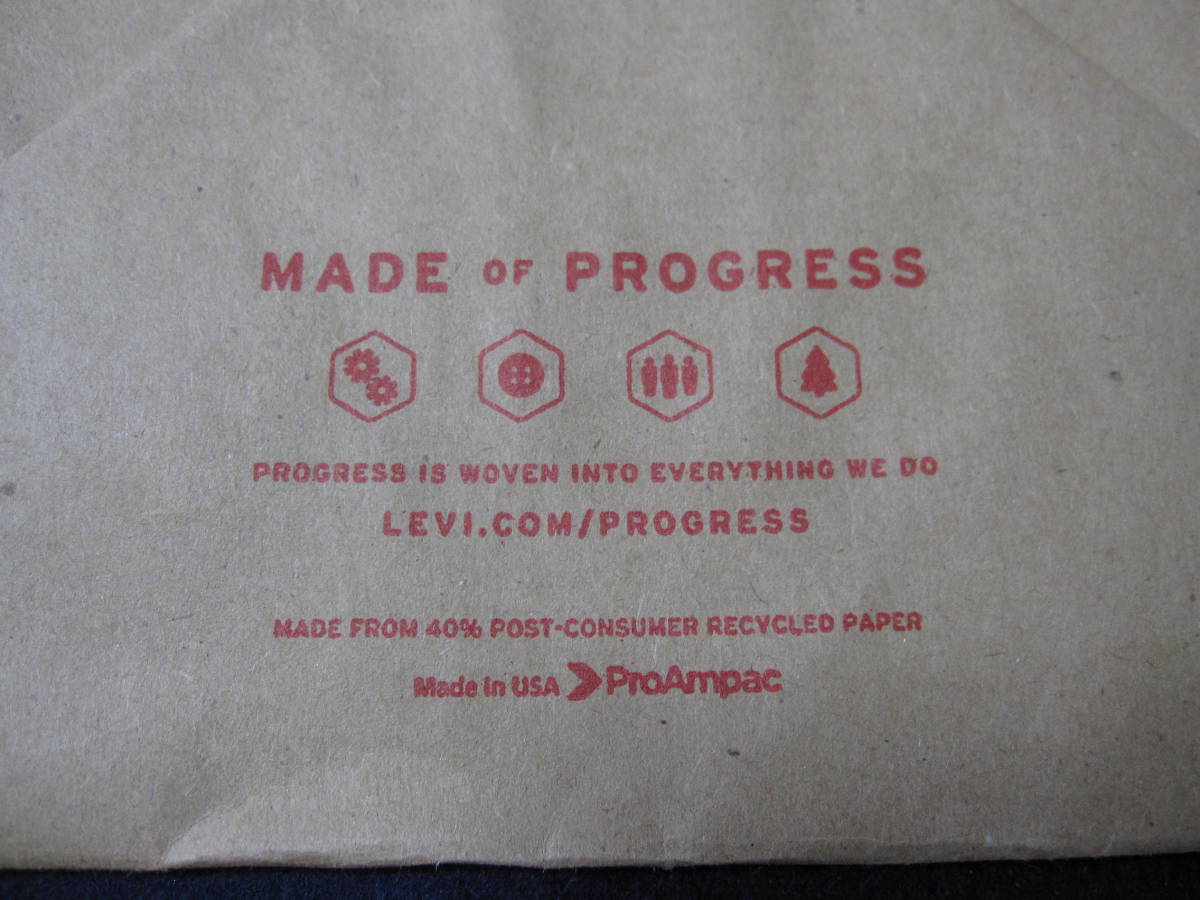 MADE OF PROGRESS
PROGRESS IS WOVEN INTO EVERYTHING WE DO
LEVI.COM/PROGRESS
MADE FROM 40% POST-CONSUMER RECYCLED PAPER
Made in USA ProAmpac